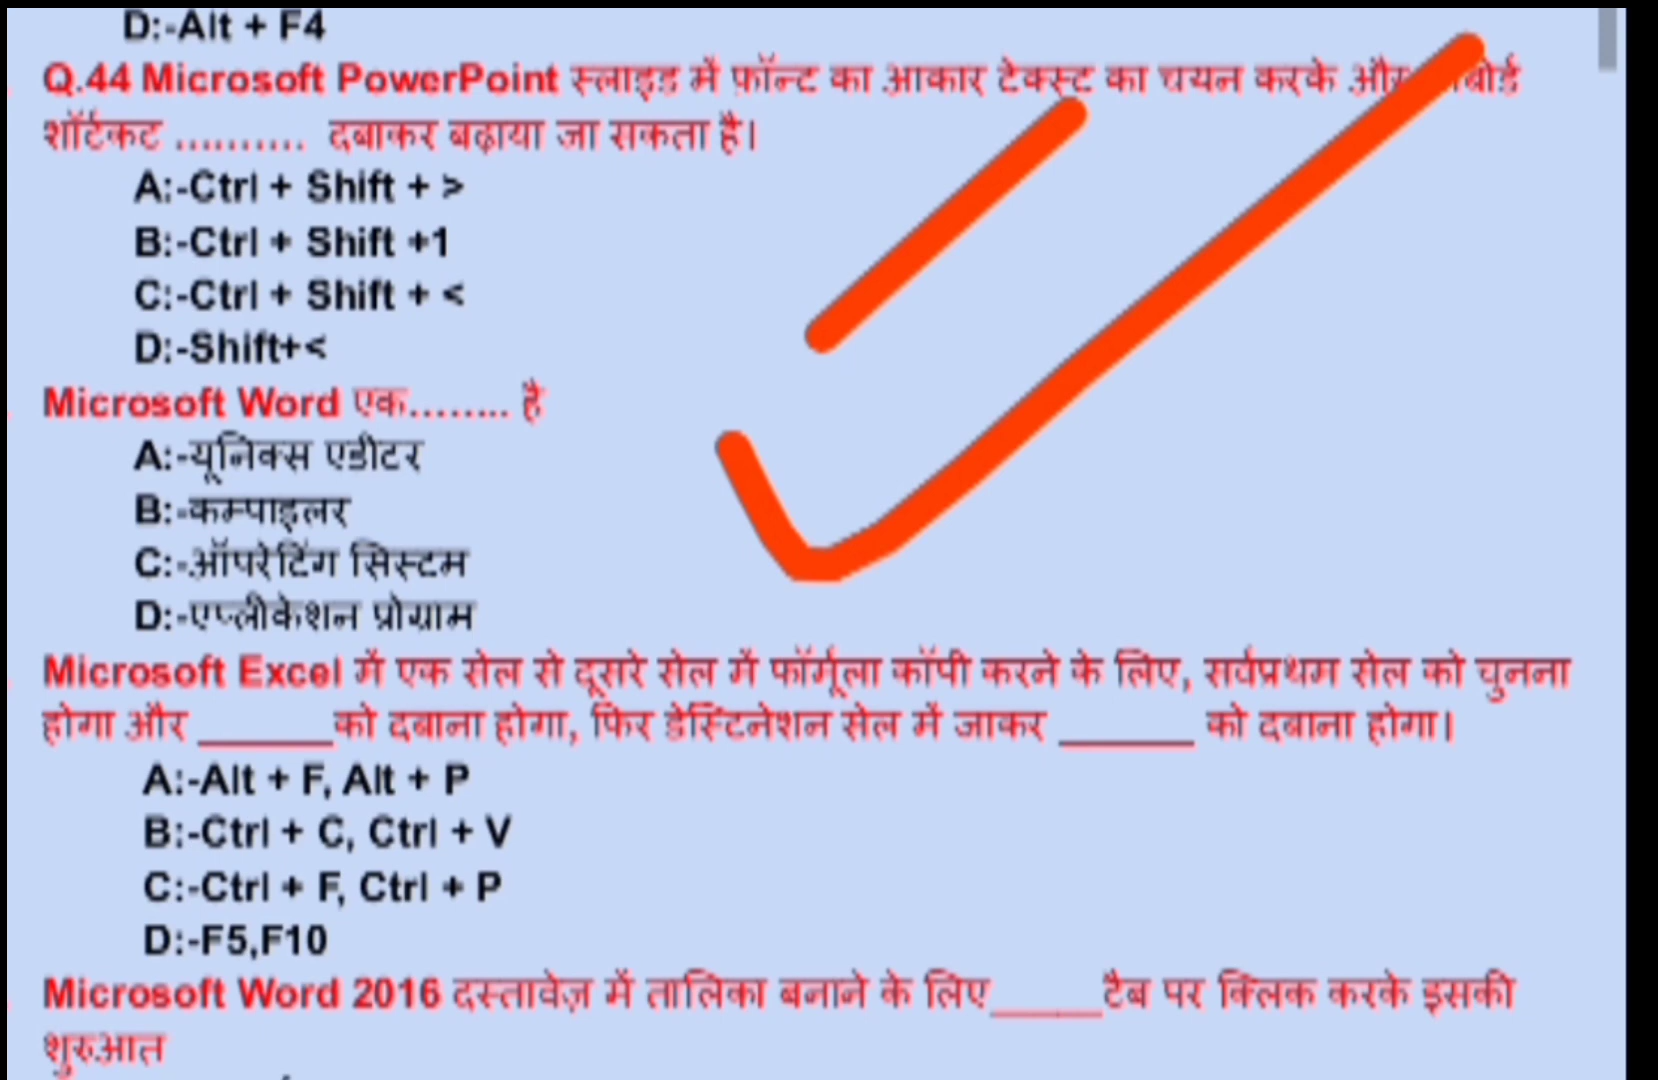 D:-Alt + F4
Q.44 Microsoft PowerPoint स्लाइड में फ़ॉन्ट का आकार टेक्स्ट का चयन करके और
शॉर्टकट .......... दबाकर बढ़ाया जा सकता है।
A:-Ctrl + Shift + >
B:-Ctrl + Shift +1
C:-Ctrl + Shift + <
D:-Shift+<
Microsoft Word एक........ है
A:-यूनिक्स एडीटर
B:-कम्पाइलर
C:-ऑपरेटिंग सिस्टम
D:-एप्लीकेशन प्रोग्राम
Microsoft Excel में एक सेल से दूसरे सेल में फॉर्मूला कॉपी करने के लिए, सर्वप्रथम सेल को चुनना
होगा और ______को दबाना होगा, फिर डेस्टिनेशन सेल में जाकर ______ को दबाना होगा।
A:-Alt + F, Alt + P
B:-Ctrl + C, Ctrl + V
C:-Ctrl + F, Ctrl + P
D:-F5,F10
Microsoft Word 2016 दस्तावेज़ में तालिका बनाने के लिए_____टैब पर क्लिक करके इसकी
शुरुआत